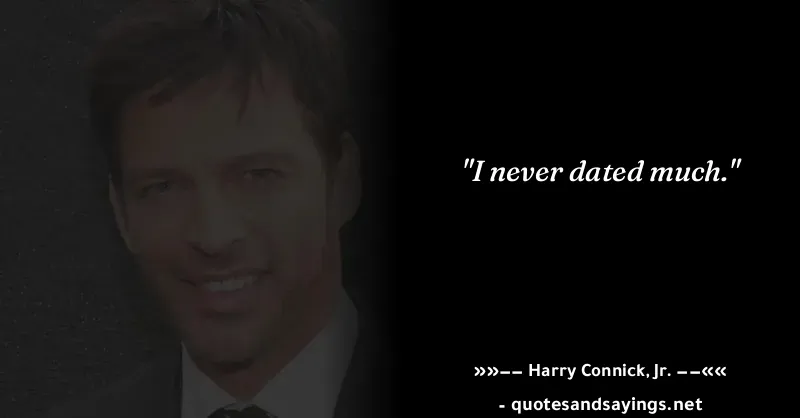 "I never dated much."
»»–– Harry Connick, Jr. ––««
- quotesandsayings.net